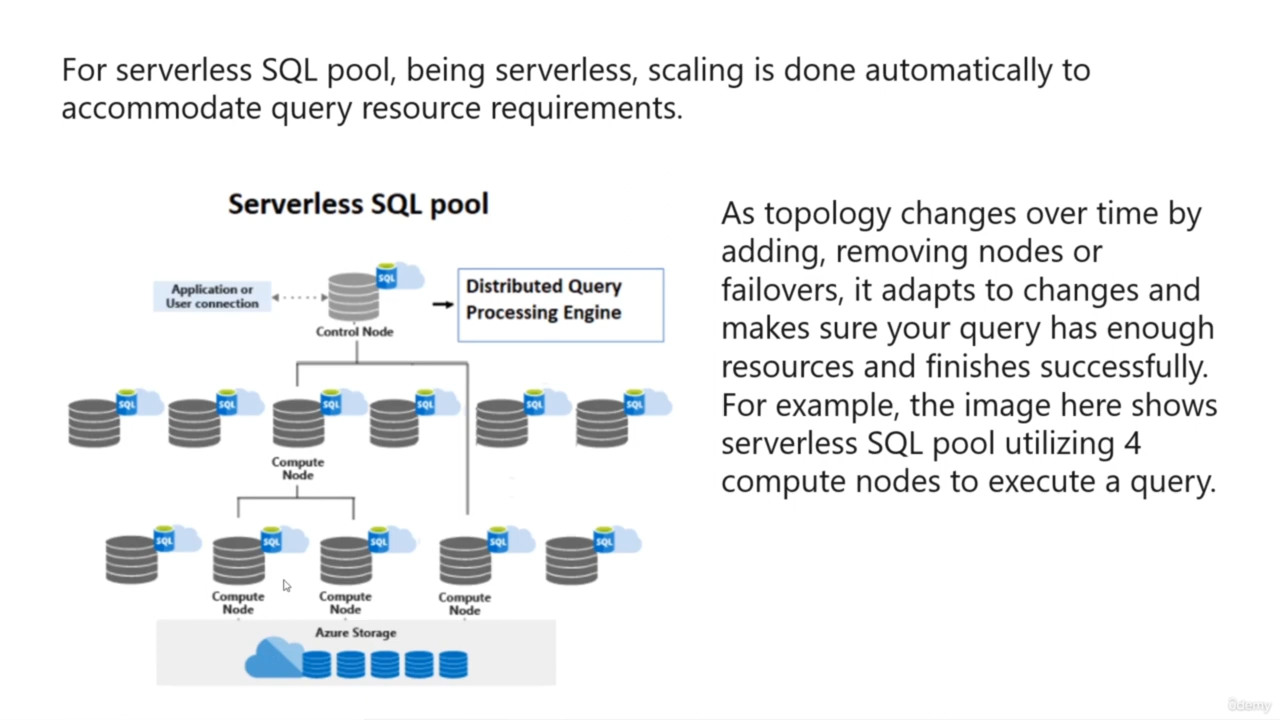 For serverless SQL pool, being serverless, scaling is done automatically to
accommodate query resource requirements.
Serverless SQL pool
Application or
User connection
SQL
Control Node
Distributed Query
Processing Engine
As topology changes over time by
adding, removing nodes or
failovers, it adapts to changes and
makes sure your query has enough
resources and finishes successfully.
For example, the image here shows
serverless SQL pool utilizing 4
compute nodes to execute a query.
SQL SQL SQL SQL SQL SQL
Compute
Node
SQL SQL SQL SQL SQL
Compute Compute Compute
Node Node Node
Azure Storage
ûdemy